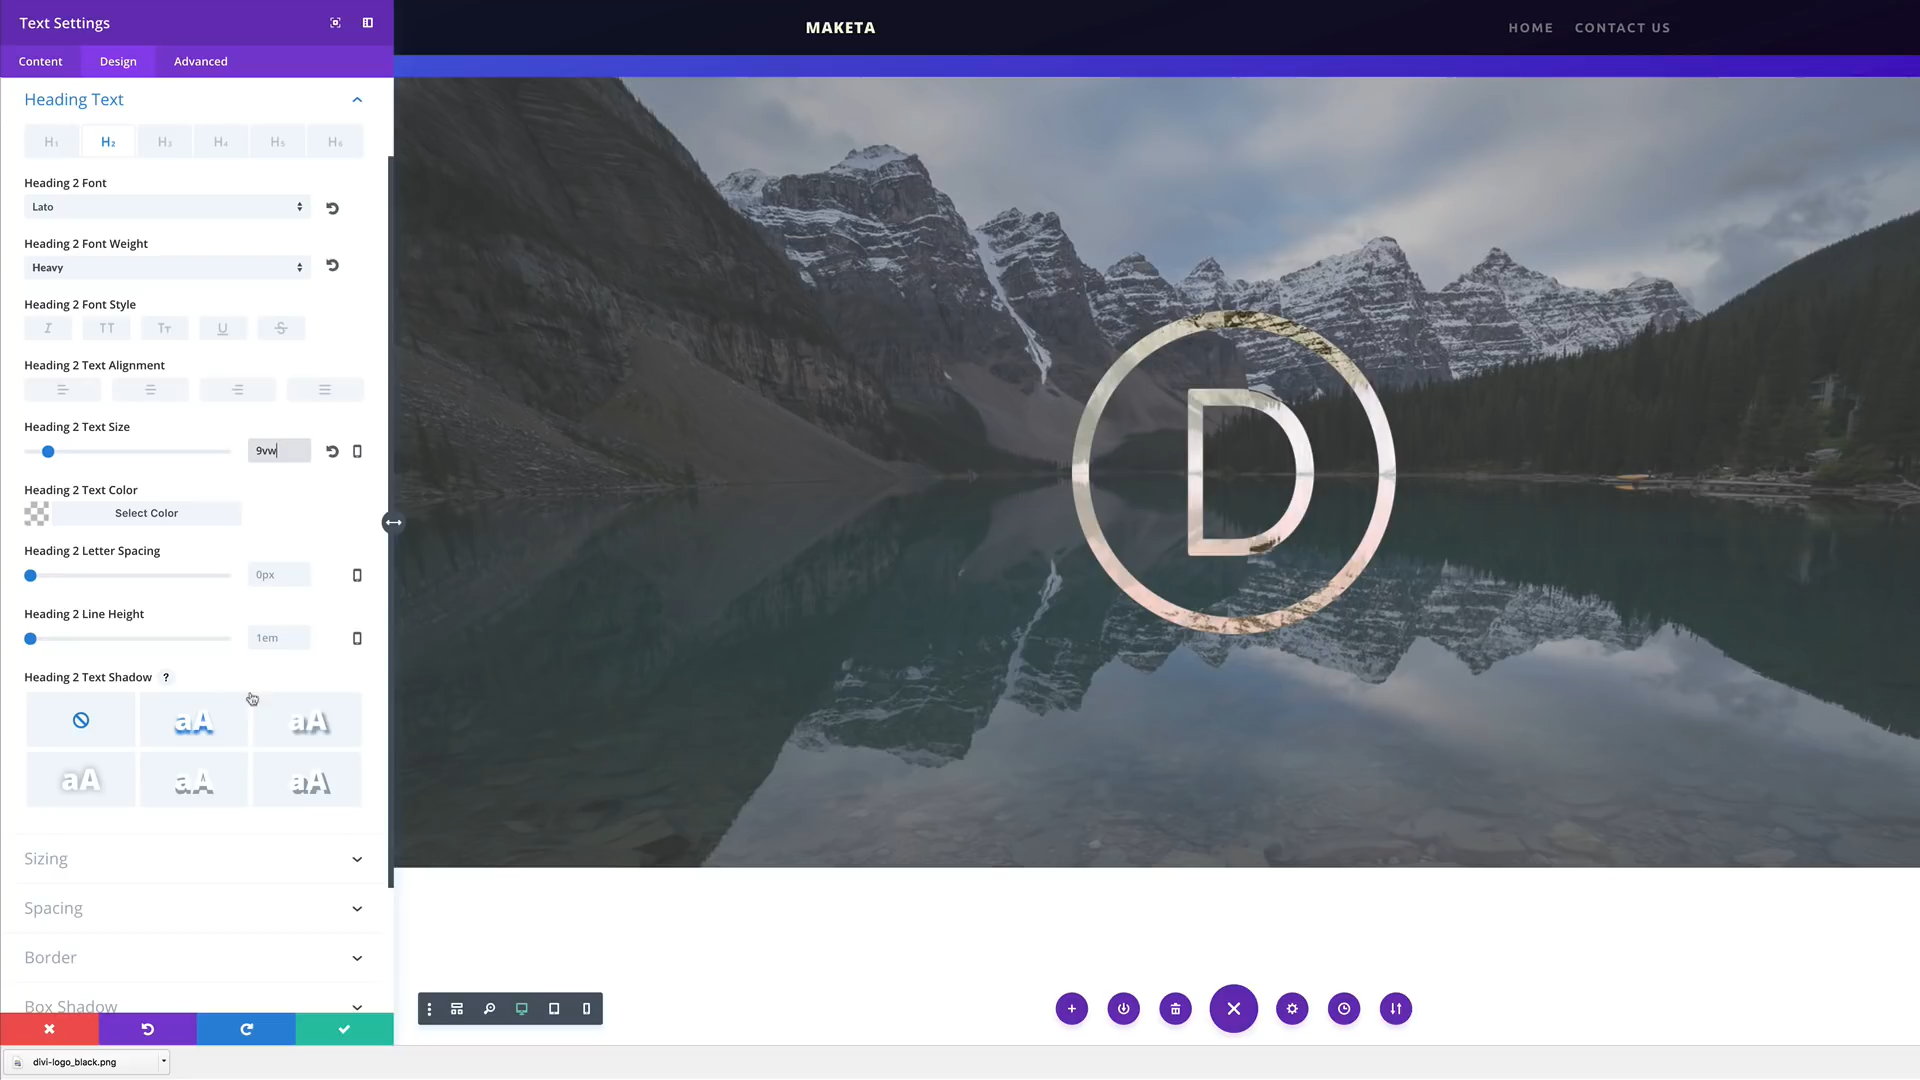 Text Settings
Content
Design
Advanced
MAKETA
HOME
CONTACT US
Heading Text
H1
H2
H3
H4
H5
H6
Heading 2 Font
Lato
Heading 2 Font Weight
Heavy
Heading 2 Font Style
I
TT
Tт
U
S
Heading 2 Text Alignment
Heading 2 Text Size
9vw
Heading 2 Text Color
Select Color
Heading 2 Letter Spacing
0px
Heading 2 Line Height
1em
Heading 2 Text Shadow ?
aA
aA
aA
aA
aA
Sizing
Spacing
Border
Box Shadow
D
divi-logo_black.png